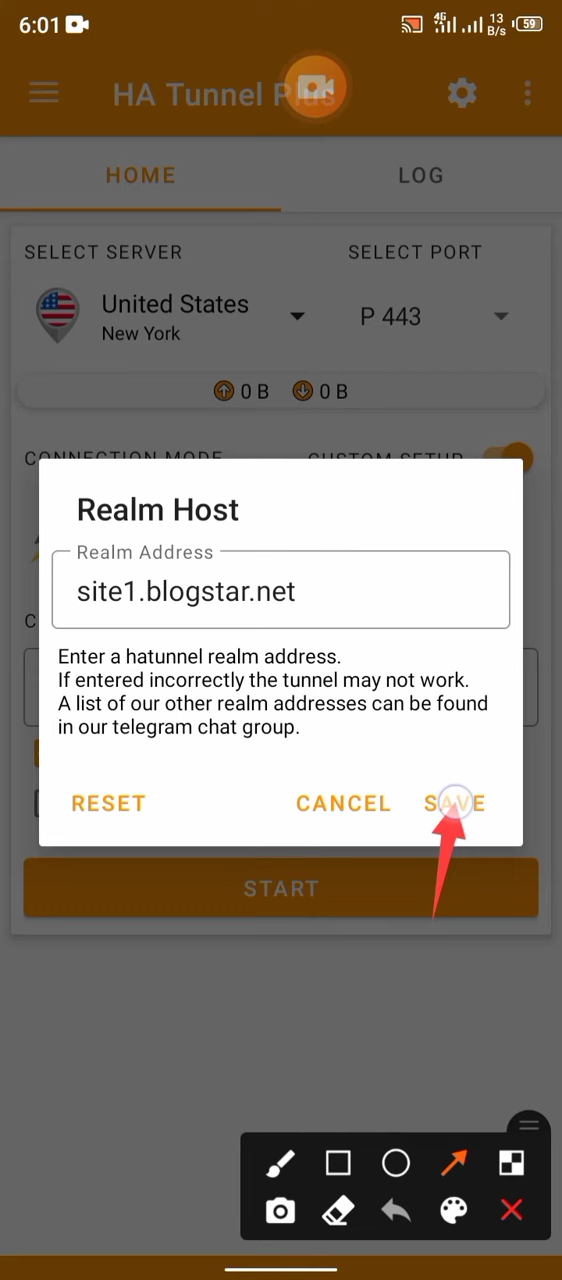 6:01
4G
13
B/s
59
HA Tunnel Plus
HOME
LOG
SELECT SERVER
SELECT PORT
United States
New York
P 443
0 B
0 B
CONNECTION MODE
CUSTOM SETUP
Realm Host
Realm Address
site1.blogstar.net
Enter a hatunnel realm address.
If entered incorrectly the tunnel may not work.
A list of our other realm addresses can be found
in our telegram chat group.
C
RESET
CANCEL
SAVE
START